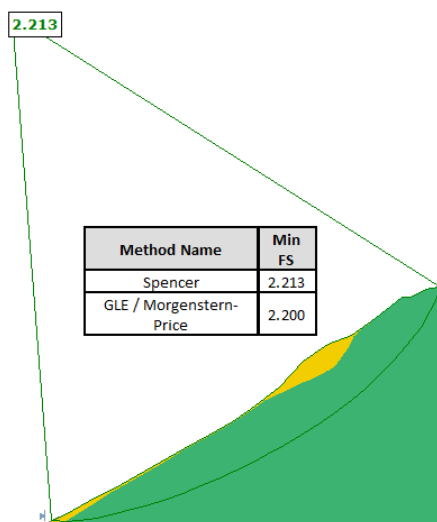 2.213
Method Name Min
FS
Spencer 2.213
GLE / Morgenstern-
Price 2.200